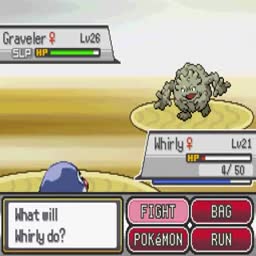 Graveler♀ Lv26
SLP HP
Whirly♀ Lv21
HP
4/50
What will
Whirly do?
FIGHT
BAG
POKéMON
RUN